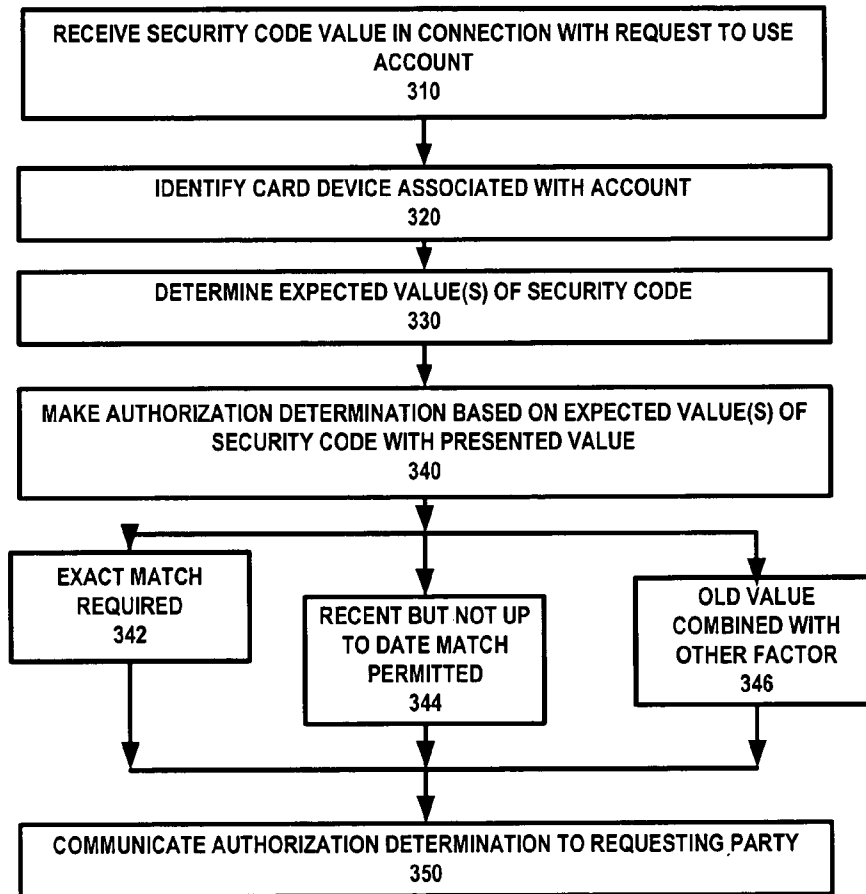 RECEIVE SECURITY CODE VALUE IN CONNECTION WITH REQUEST TO USE
ACCOUNT
310
IDENTIFY CARD DEVICE ASSOCIATED WITH ACCOUNT
320
DETERMINE EXPECTED VALUE(S) OF SECURITY CODE
330
MAKE AUTHORIZATION DETERMINATION BASED ON EXPECTED VALUE(S) OF
SECURITY CODE WITH PRESENTED VALUE
340
EXACT MATCH
REQUIRED
342
RECENT BUT NOT UP
TO DATE MATCH
PERMITTED
344
OLD VALUE
COMBINED WITH
OTHER FACTOR
346
COMMUNICATE AUTHORIZATION DETERMINATION TO REQUESTING PARTY
350